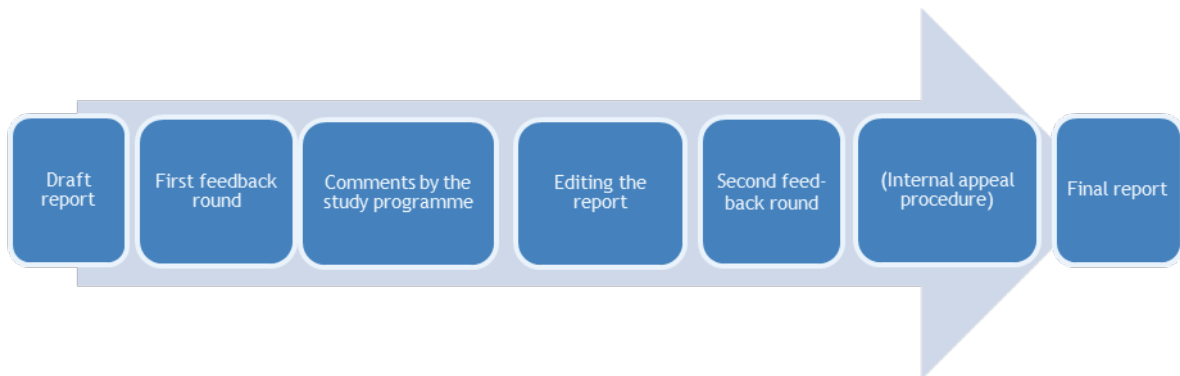 Draft
report
First feedback
round
Comments by the
study programme
Editing the
report
Second feed-
back round
(Internal appeal
procedure)
Final report